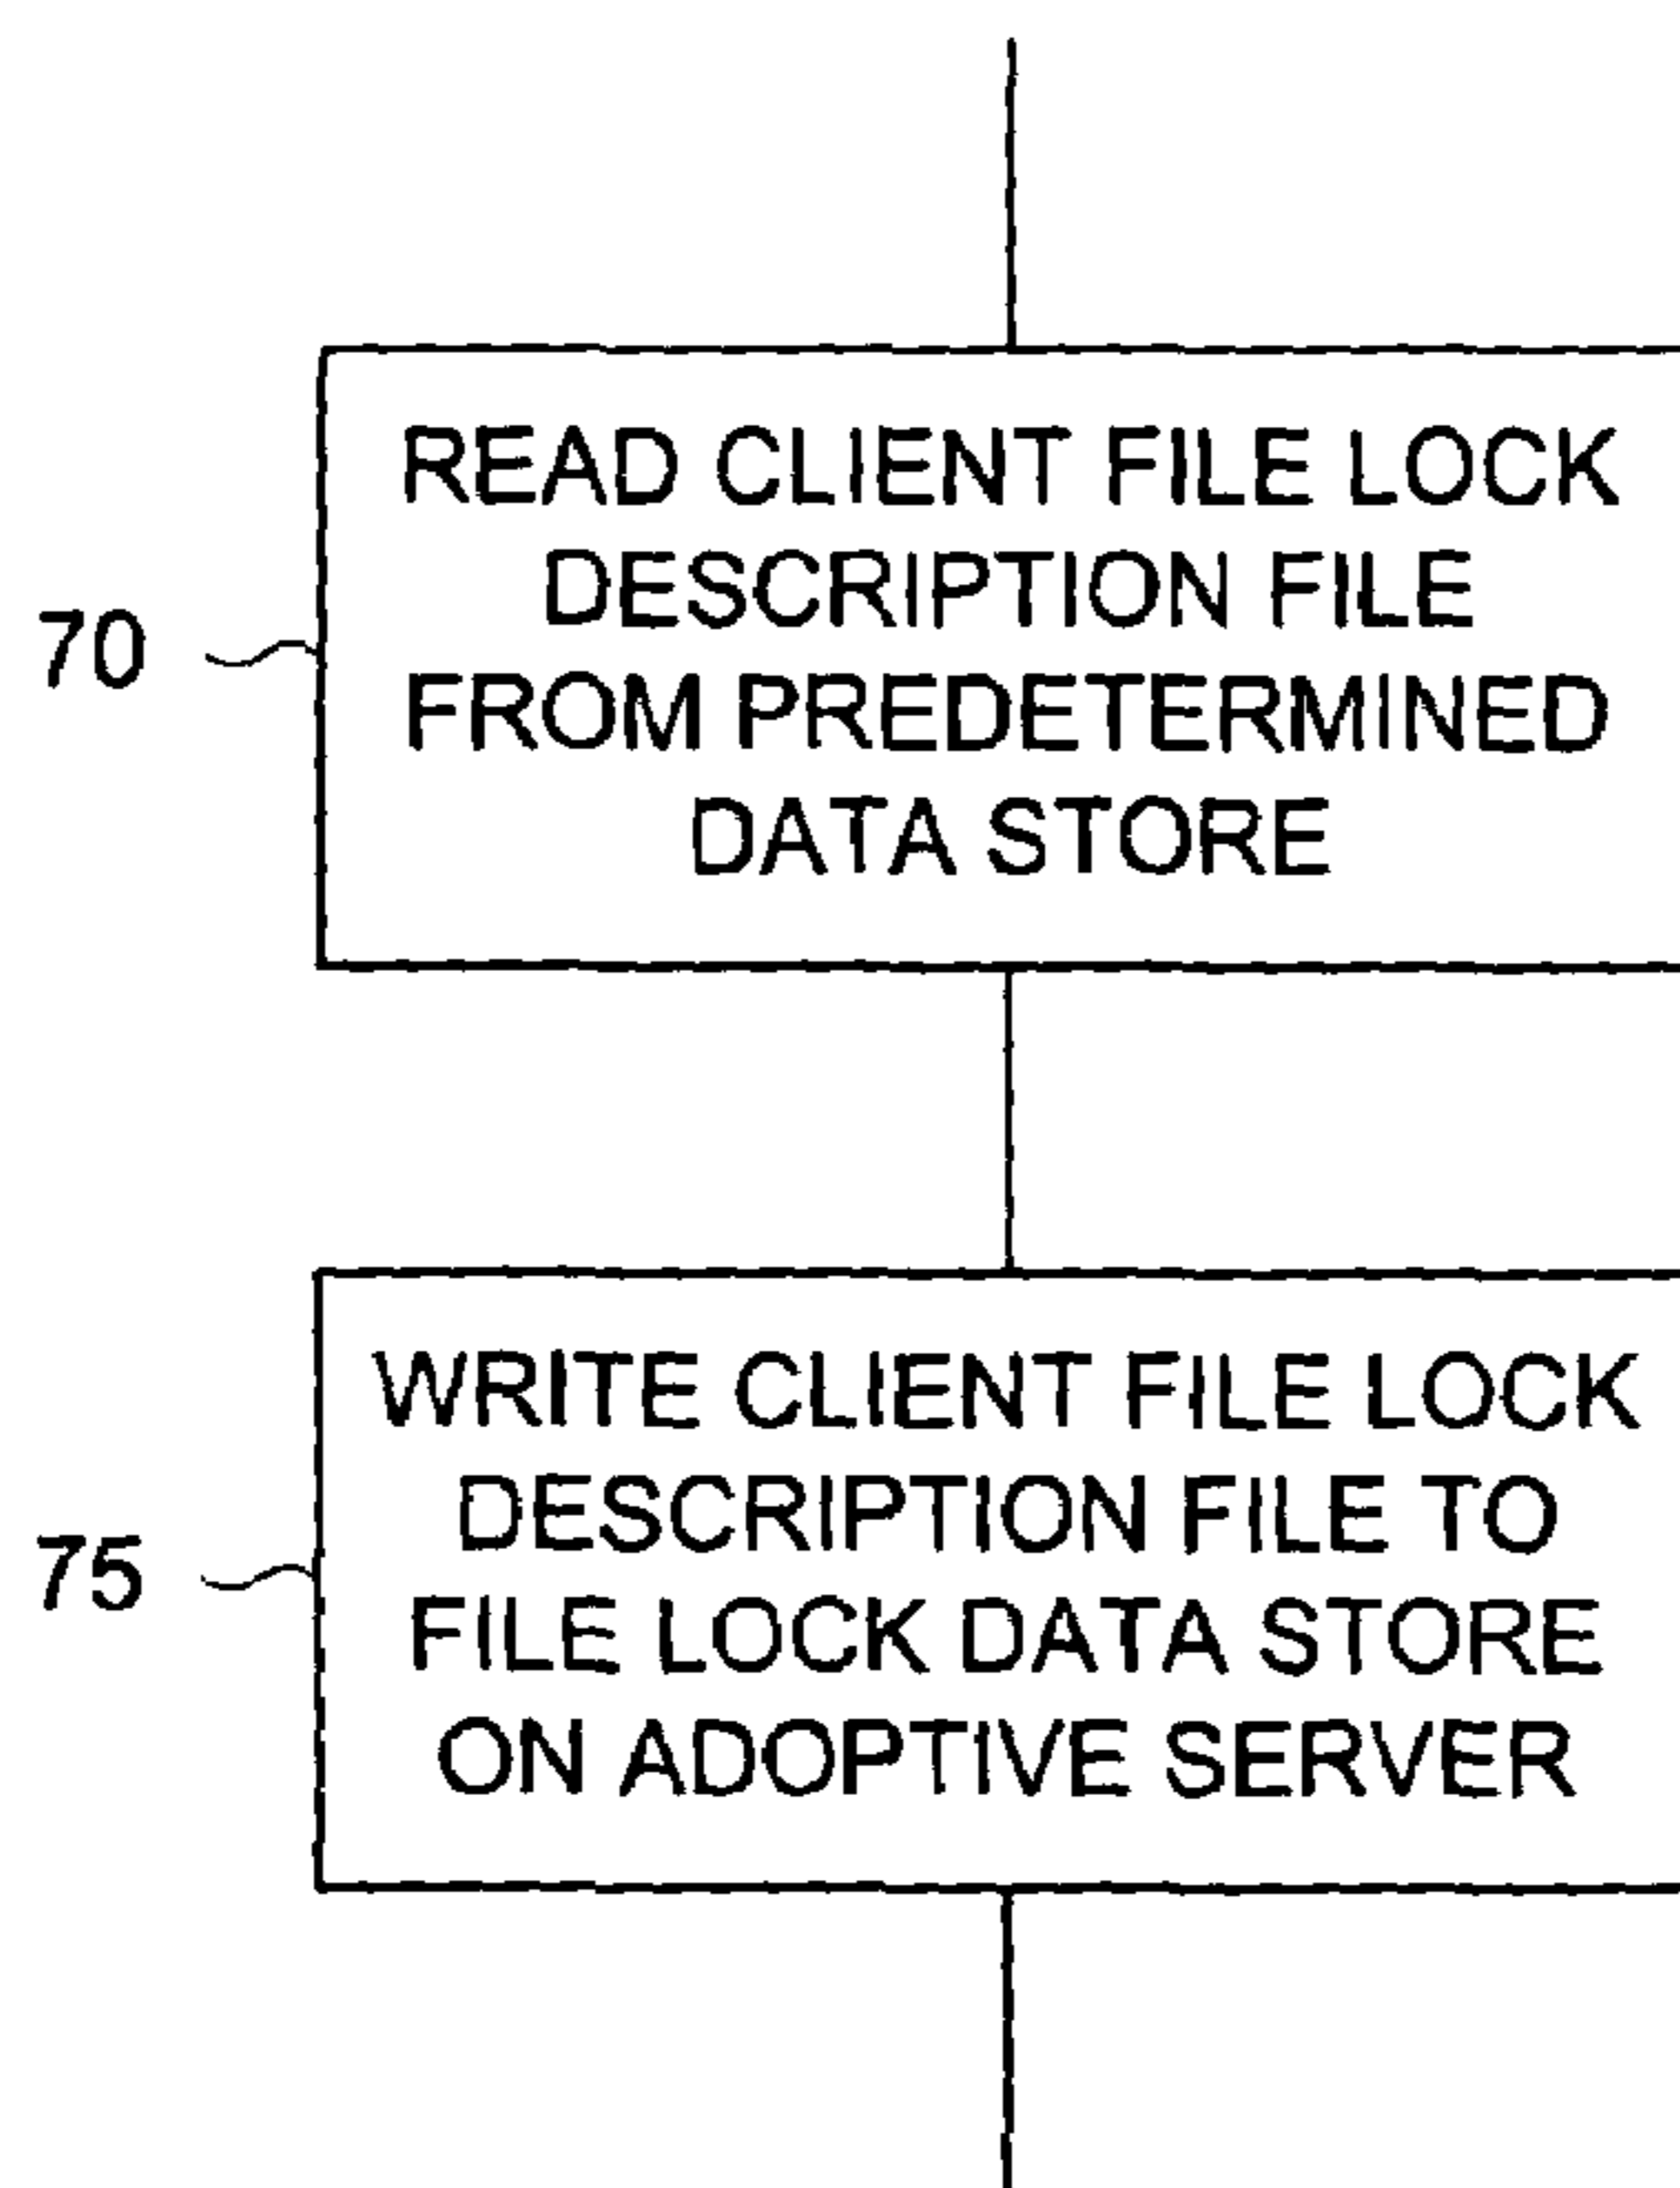 READ CLIENT FILE LOCK
DESCRIPTION FILE
70
FROM PREDETERMINED
DATA STORE
WRITE CLIENT FILE LOCK
DESCRIPTION FILE TO
75
FILE LOCK DATA STORE
ON ADOPTIVE SERVER